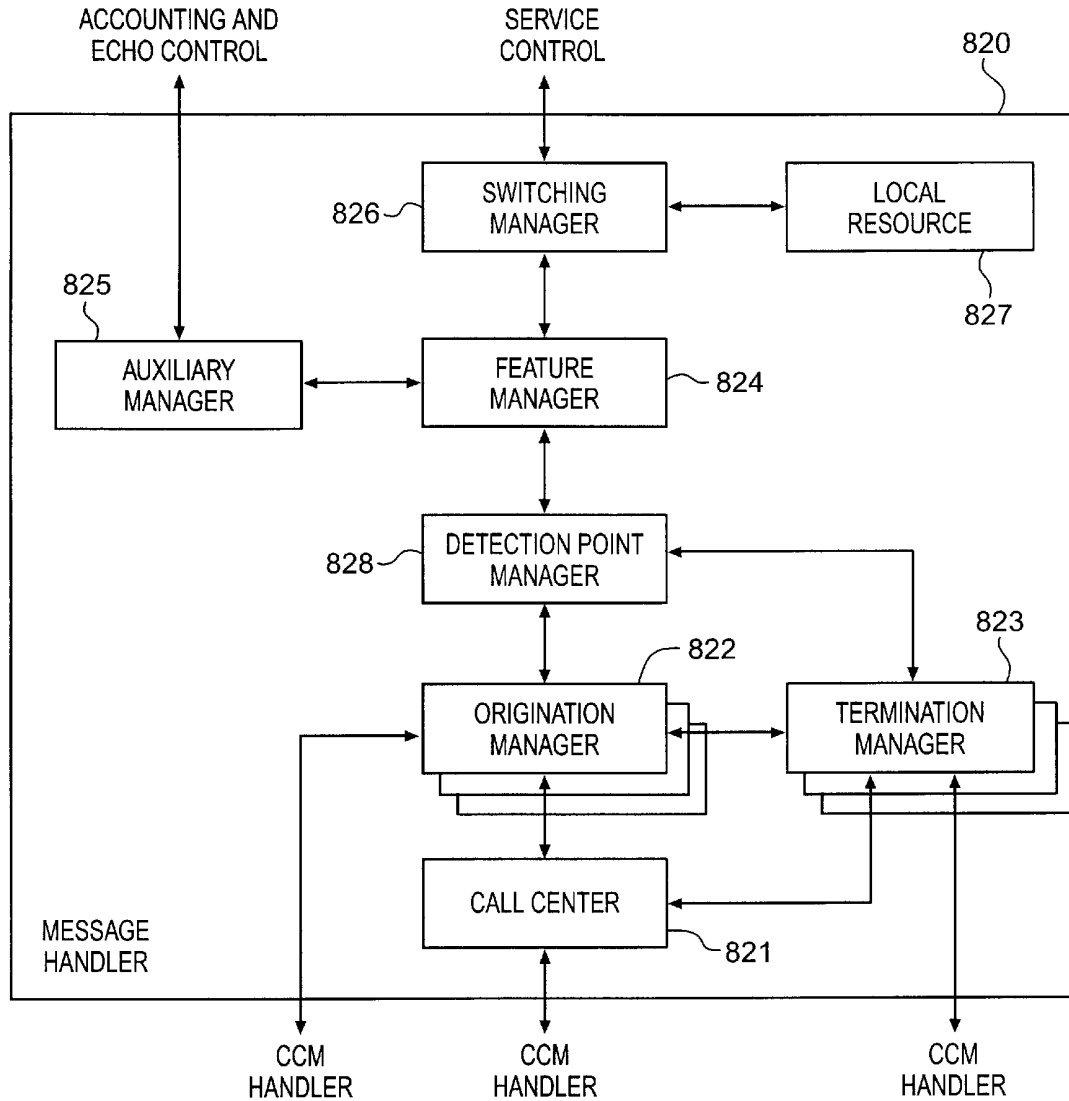 ACCOUNTING AND
ECHO CONTROL
SERVICE
CONTROL
820
826
SWITCHING
MANAGER
LOCAL
RESOURCE
827
825
AUXILIARY
MANAGER
FEATURE
MANAGER
824
828
DETECTION POINT
MANAGER
822
823
ORIGINATION
MANAGER
TERMINATION
MANAGER
CALL CENTER
821
MESSAGE
HANDLER
CCM
HANDLER
CCM
HANDLER
CCM
HANDLER